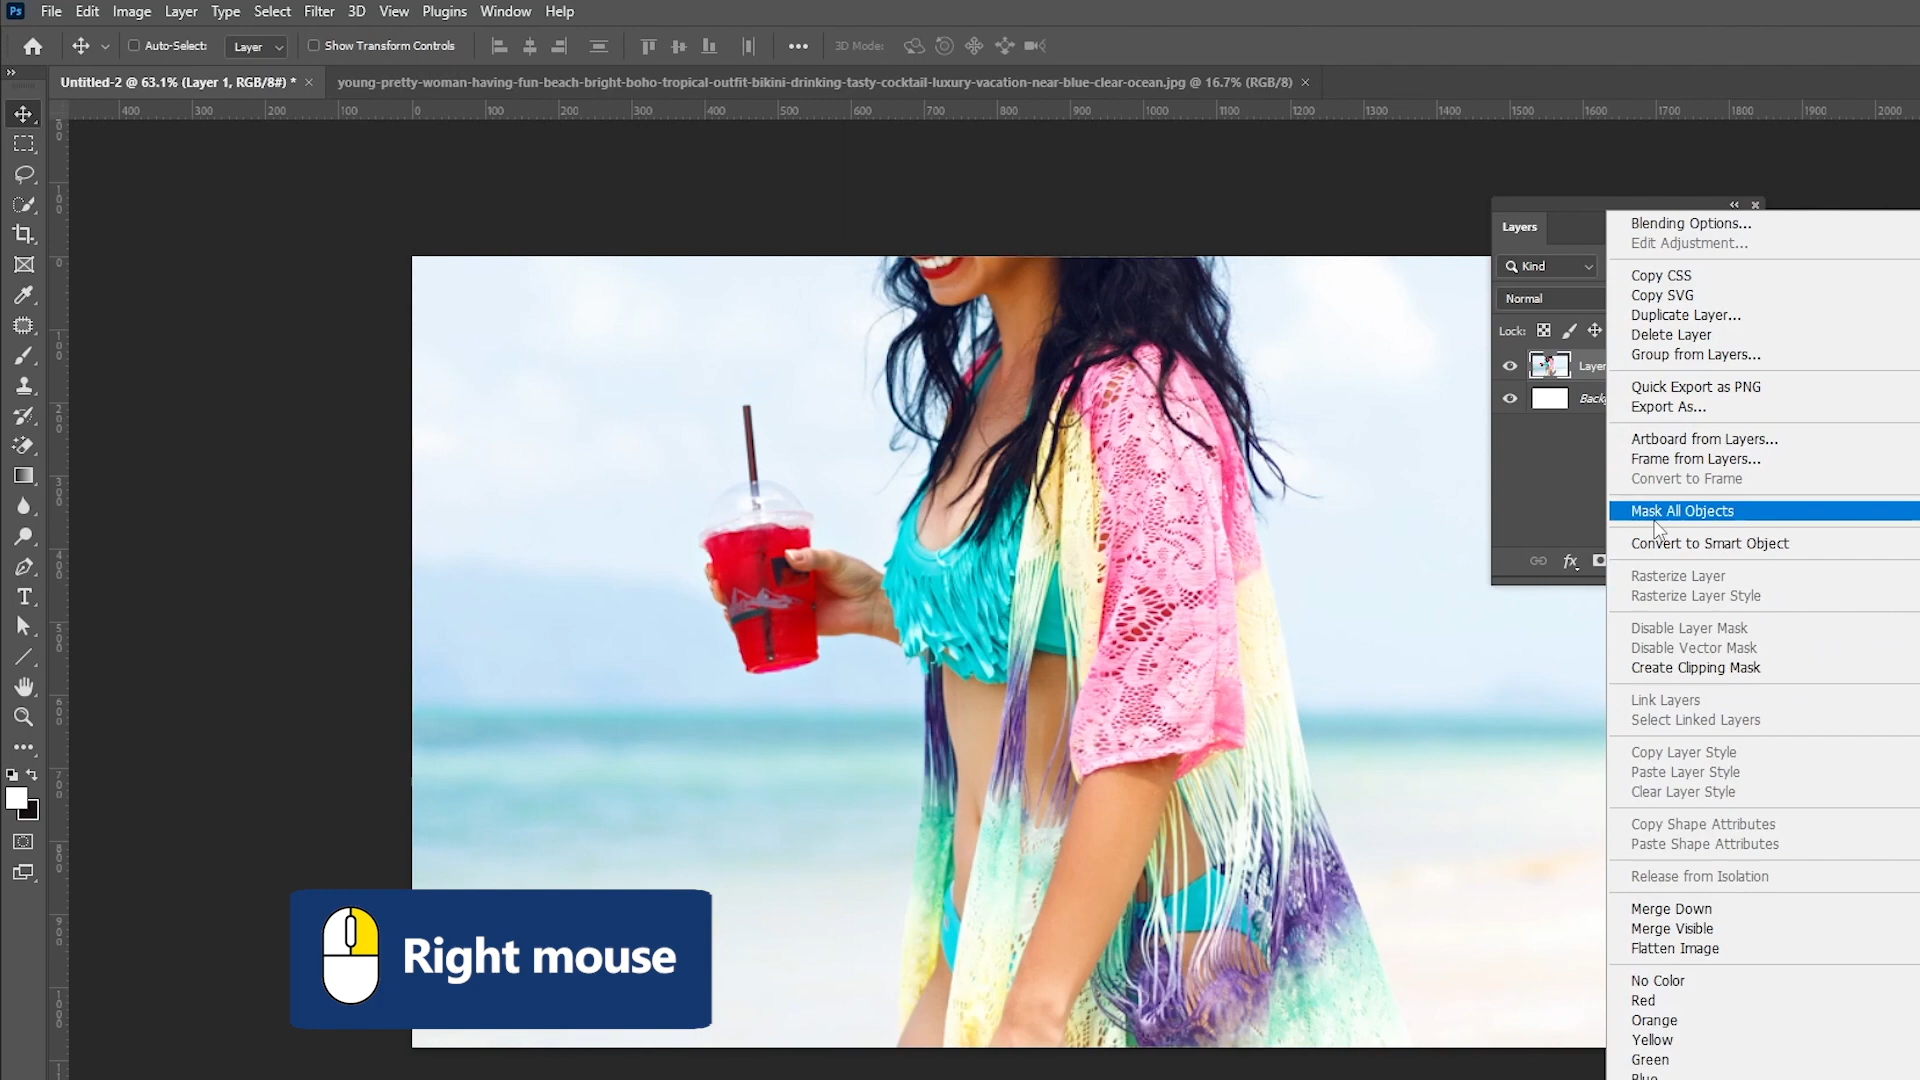 Ps File Edit Image Layer Type Select Filter 3D View Plugins Window Help
Auto-Select: Layer Show Transform Controls 3D Mode:
Untitled-2 @ 63.1% (Layer 1, RGB/8#) * × young-pretty-woman-having-fun-beach-bright-boho-tropical-outfit-bikini-drinking-tasty-cocktail-luxury-vacation-near-blue-clear-ocean.jpg @ 16.7% (RGB/8) ×
400 300 200 100 0 100 200 300 400 500 600 700 800 900 1000 1100 1200 1300 1400 1500 1600 1700 1800 1900 2000
Layers
Kind
Normal
Lock:
Layer
Backg
fx
Blending Options...
Edit Adjustment...
Copy CSS
Copy SVG
Duplicate Layer...
Delete Layer
Group from Layers...
Quick Export as PNG
Export As...
Artboard from Layers...
Frame from Layers...
Convert to Frame
Mask All Objects
Convert to Smart Object
Rasterize Layer
Rasterize Layer Style
Disable Layer Mask
Disable Vector Mask
Create Clipping Mask
Link Layers
Select Linked Layers
Copy Layer Style
Paste Layer Style
Clear Layer Style
Copy Shape Attributes
Paste Shape Attributes
Release from Isolation
Merge Down
Merge Visible
Flatten Image
No Color
Red
Orange
Yellow
Green
Blue
Right mouse